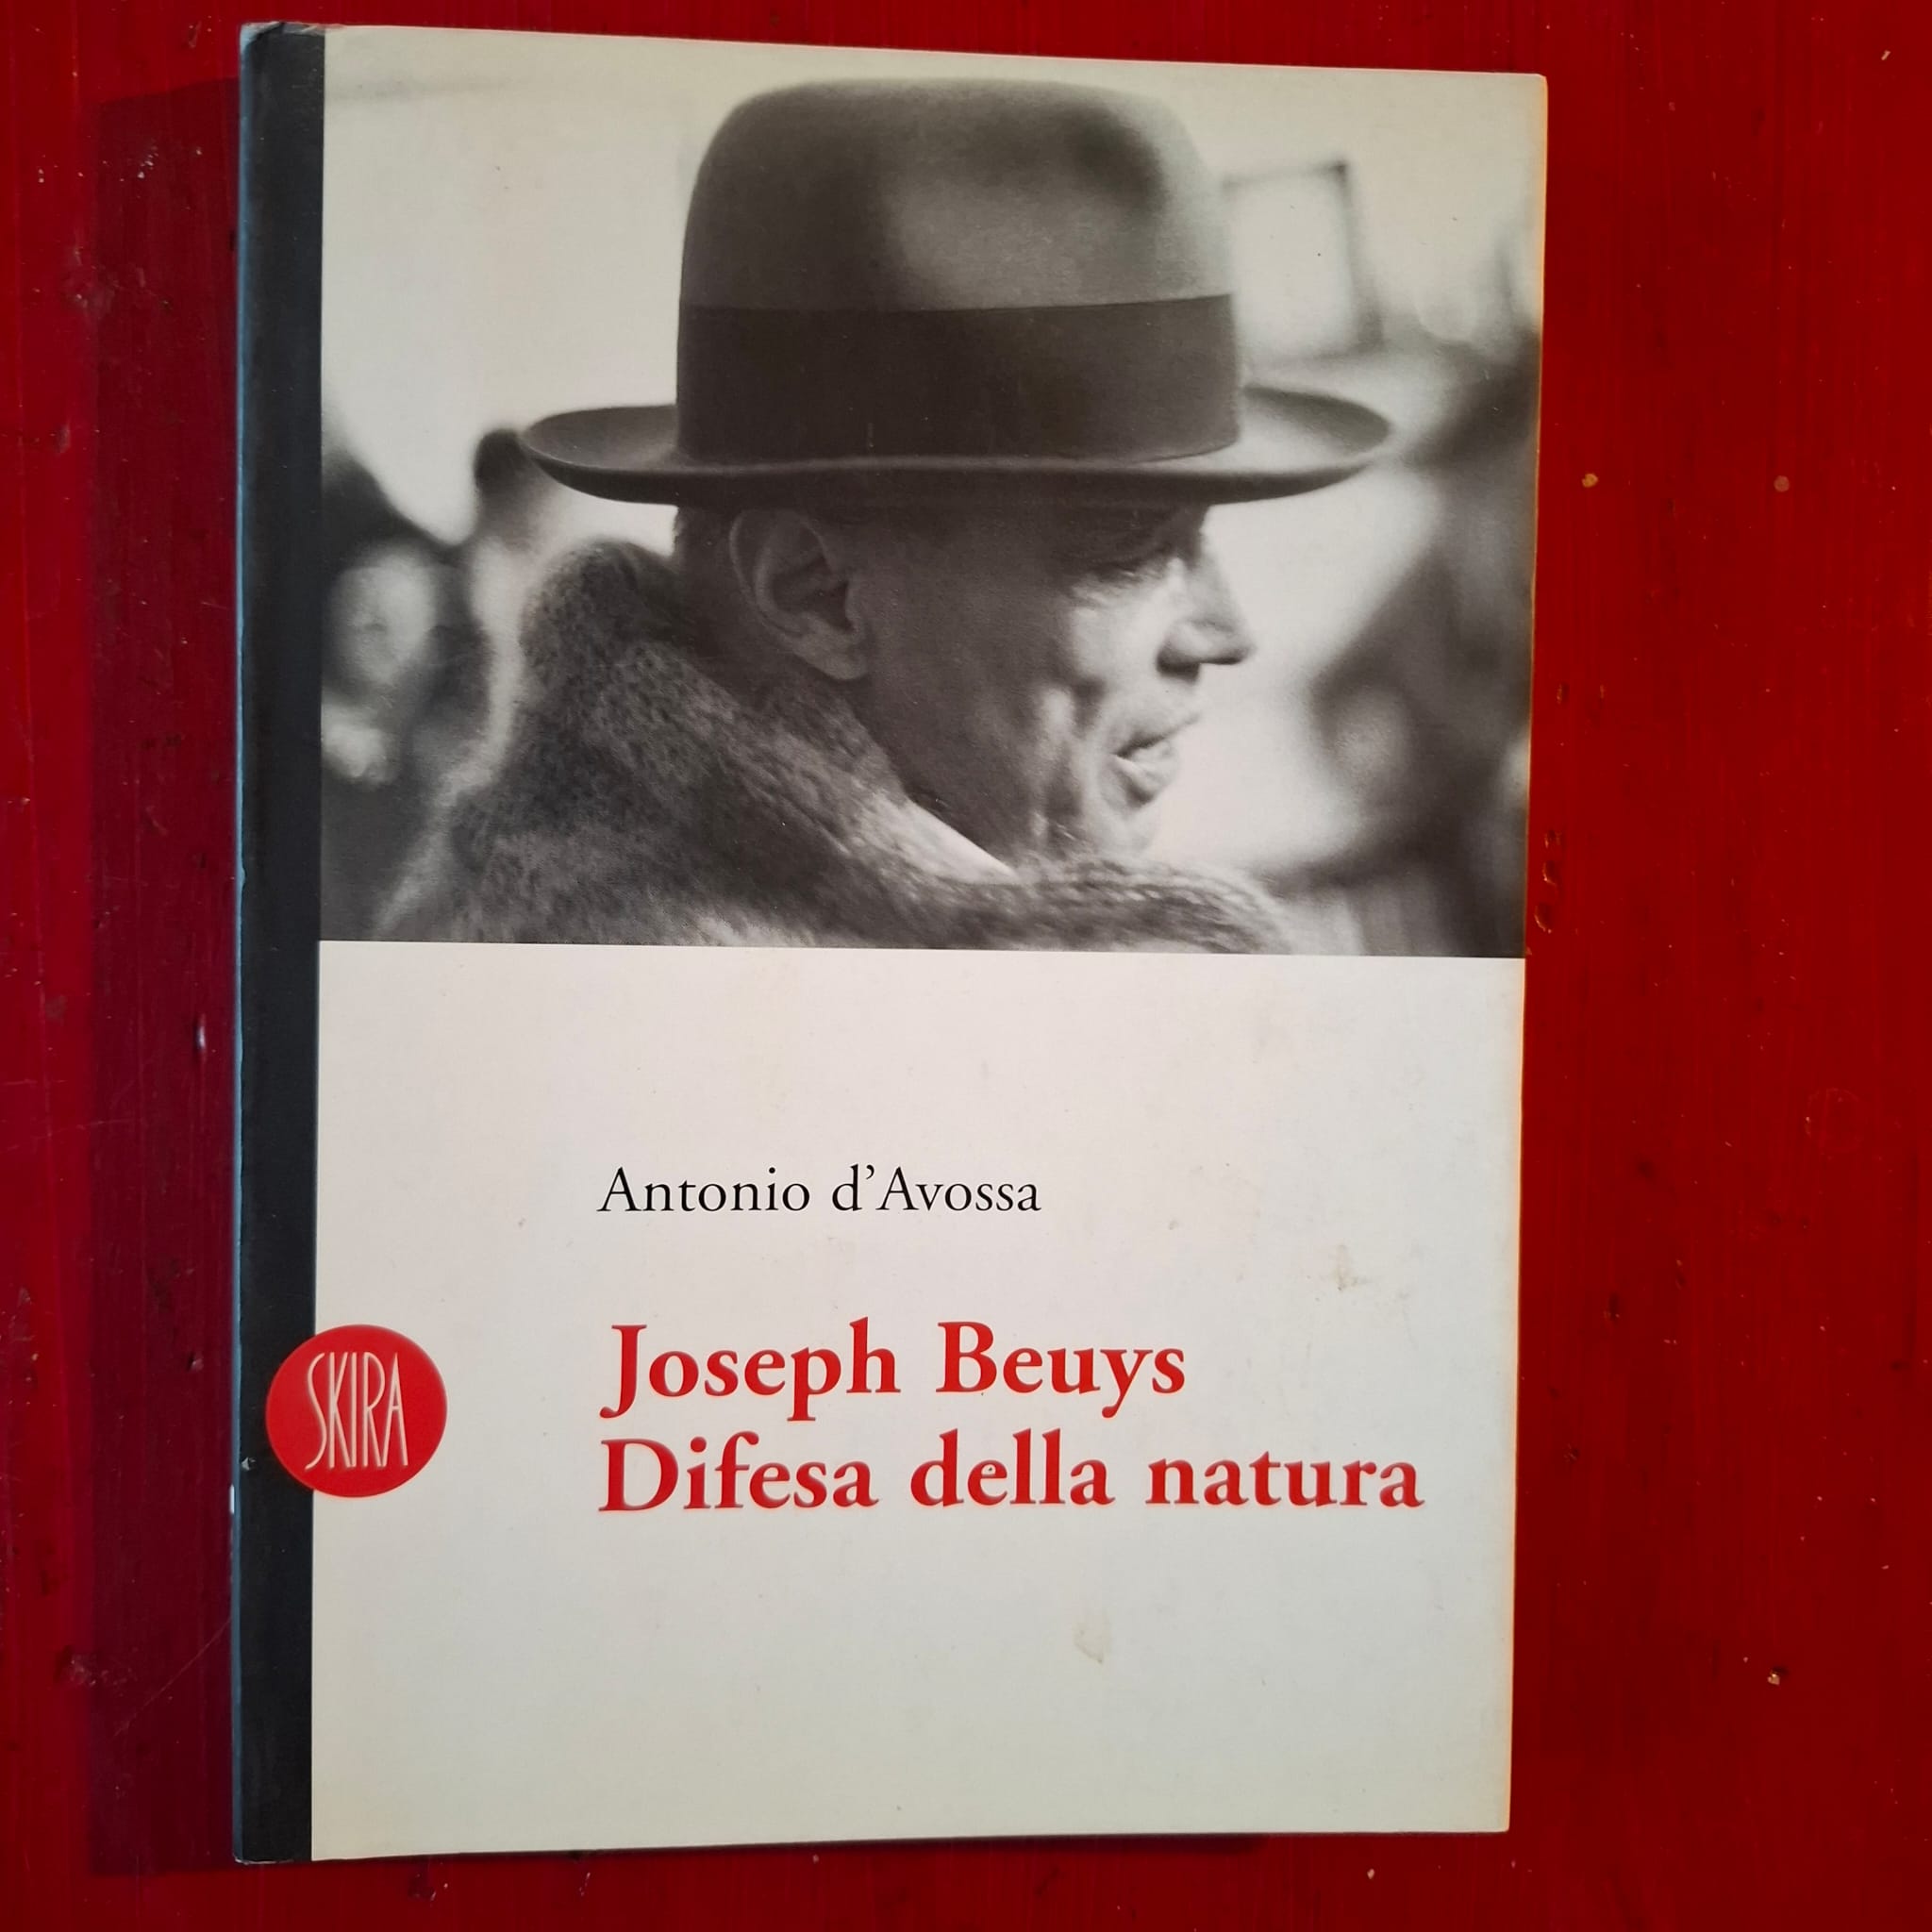 Antonio d'Avossa
Joseph Beuys
Difesa della natura
SKIRA